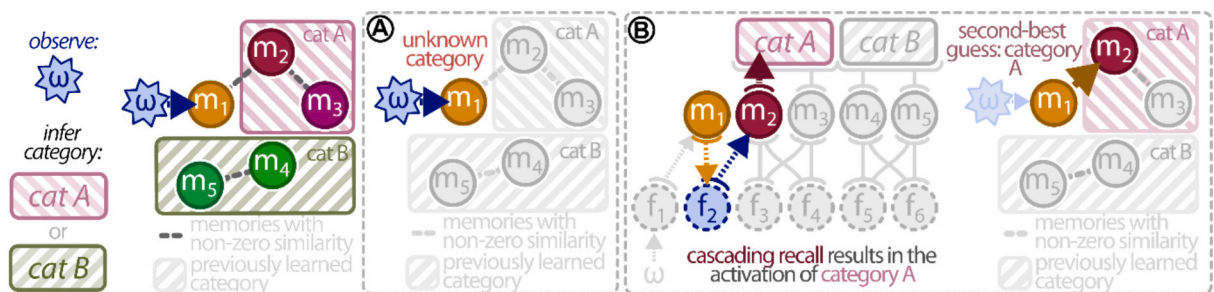 observe:
ω
infer
category:
cat A
or
cat B
cat A
m2
ω
m1
m3
cat B
m4
m5
memories with
non-zero similarity
previously learned
category
A
unknown
category
cat A
m2
ω
m1
m3
cat B
m4
m5
memories with
non-zero similarity
previously learned
category
B
cat A
cat B
m1
m2
m3
m4
m5
f1
f2
f3
f4
f5
f6
ω
cascading recall results in the
activation of category A
second-best
guess: category
A
cat A
m2
ω
m1
m3
cat B
m4
m5
memories with
non-zero similarity
previously learned
category